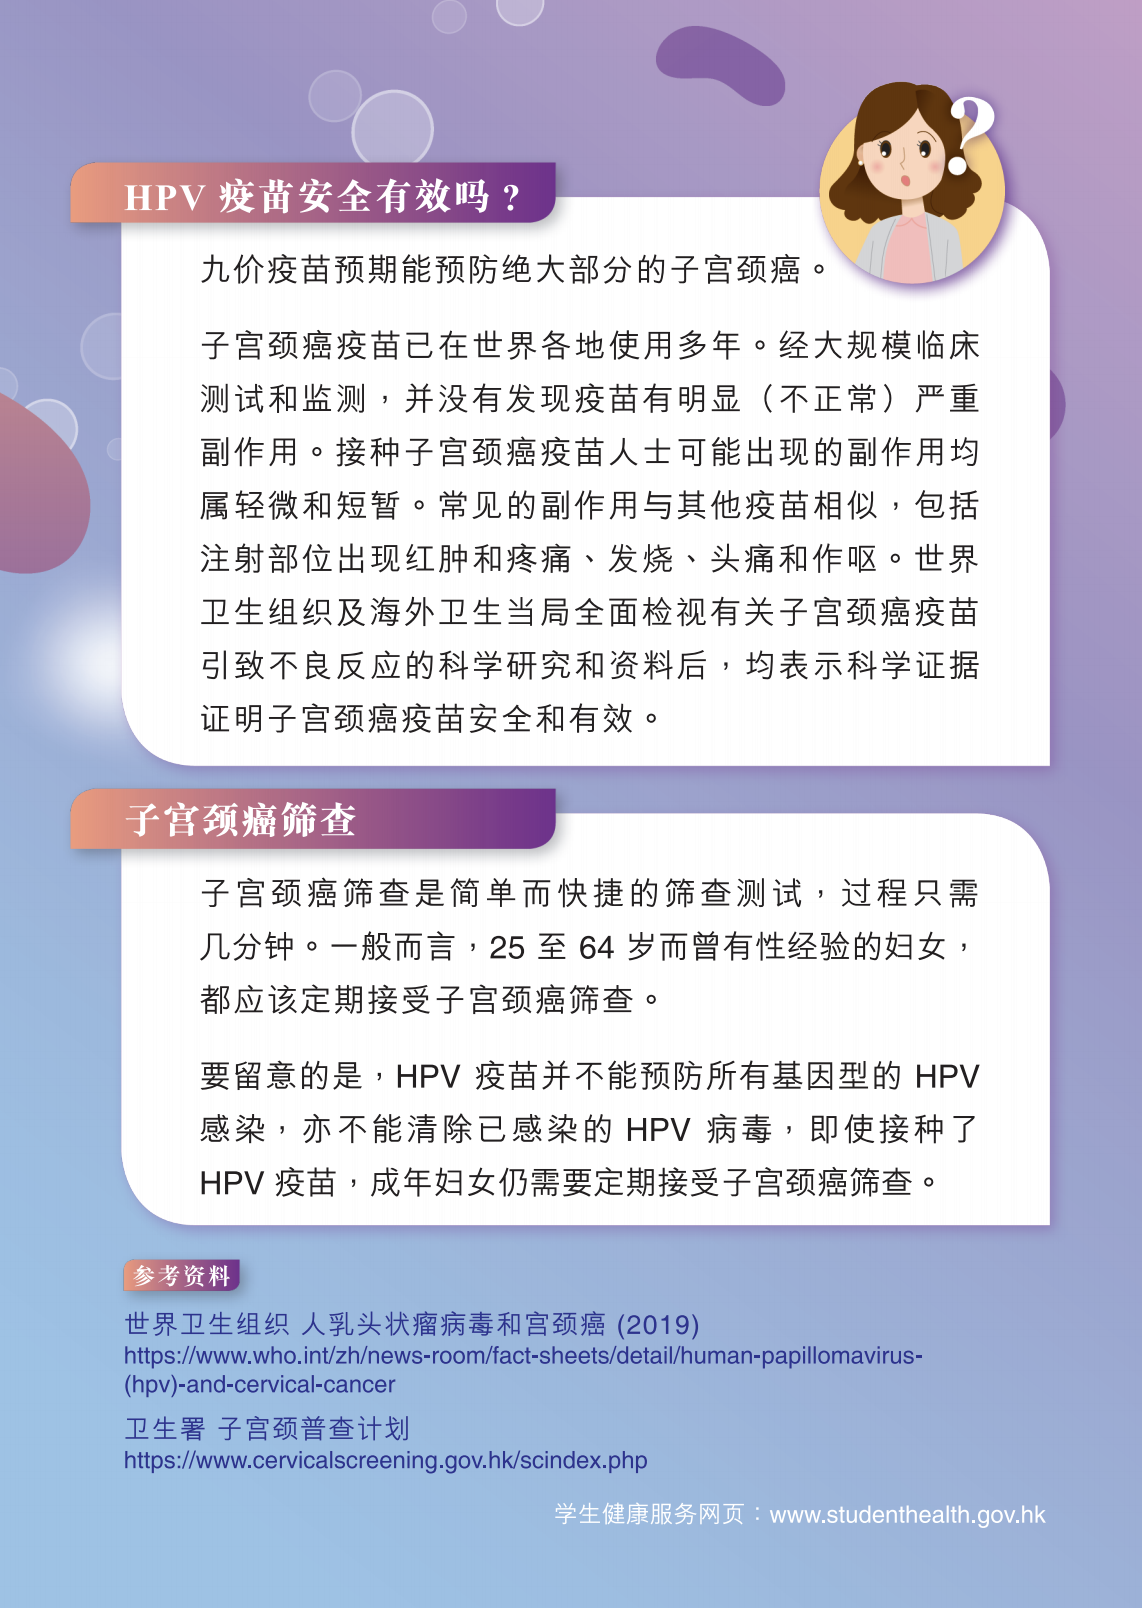 HPV 疫苗安全有效吗？
九价疫苗预期能预防绝大部分的子宫颈癌。
子宫颈癌疫苗已在世界各地使用多年。经大规模临床
测试和监测，并没有发现疫苗有明显（不正常）严重
副作用。接种子宫颈癌疫苗人士可能出现的副作用均
属轻微和短暂。常见的副作用与其他疫苗相似，包括
注射部位出现红肿和疼痛、发烧、头痛和作呕。世界
卫生组织及海外卫生当局全面检视有关子宫颈癌疫苗
引致不良反应的科学研究和资料后，均表示科学证据
证明子宫颈癌疫苗安全和有效。
子宫颈癌筛查
子宫颈癌筛查是简单而快捷的筛查测试，过程只需
几分钟。一般而言，25 至 64 岁而曾有性经验的妇女，
都应该定期接受子宫颈癌筛查。
要留意的是，HPV 疫苗并不能预防所有基因型的 HPV
感染，亦不能清除已感染的 HPV 病毒，即使接种了
HPV 疫苗，成年妇女仍需要定期接受子宫颈癌筛查。
参考资料
世界卫生组织 人乳头状瘤病毒和宫颈癌 (2019)
https://www.who.int/zh/news-room/fact-sheets/detail/human-papillomavirus-
(hpv)-and-cervical-cancer
卫生署 子宫颈普查计划
https://www.cervicalscreening.gov.hk/scindex.php
学生健康服务网页：www.studenthealth.gov.hk